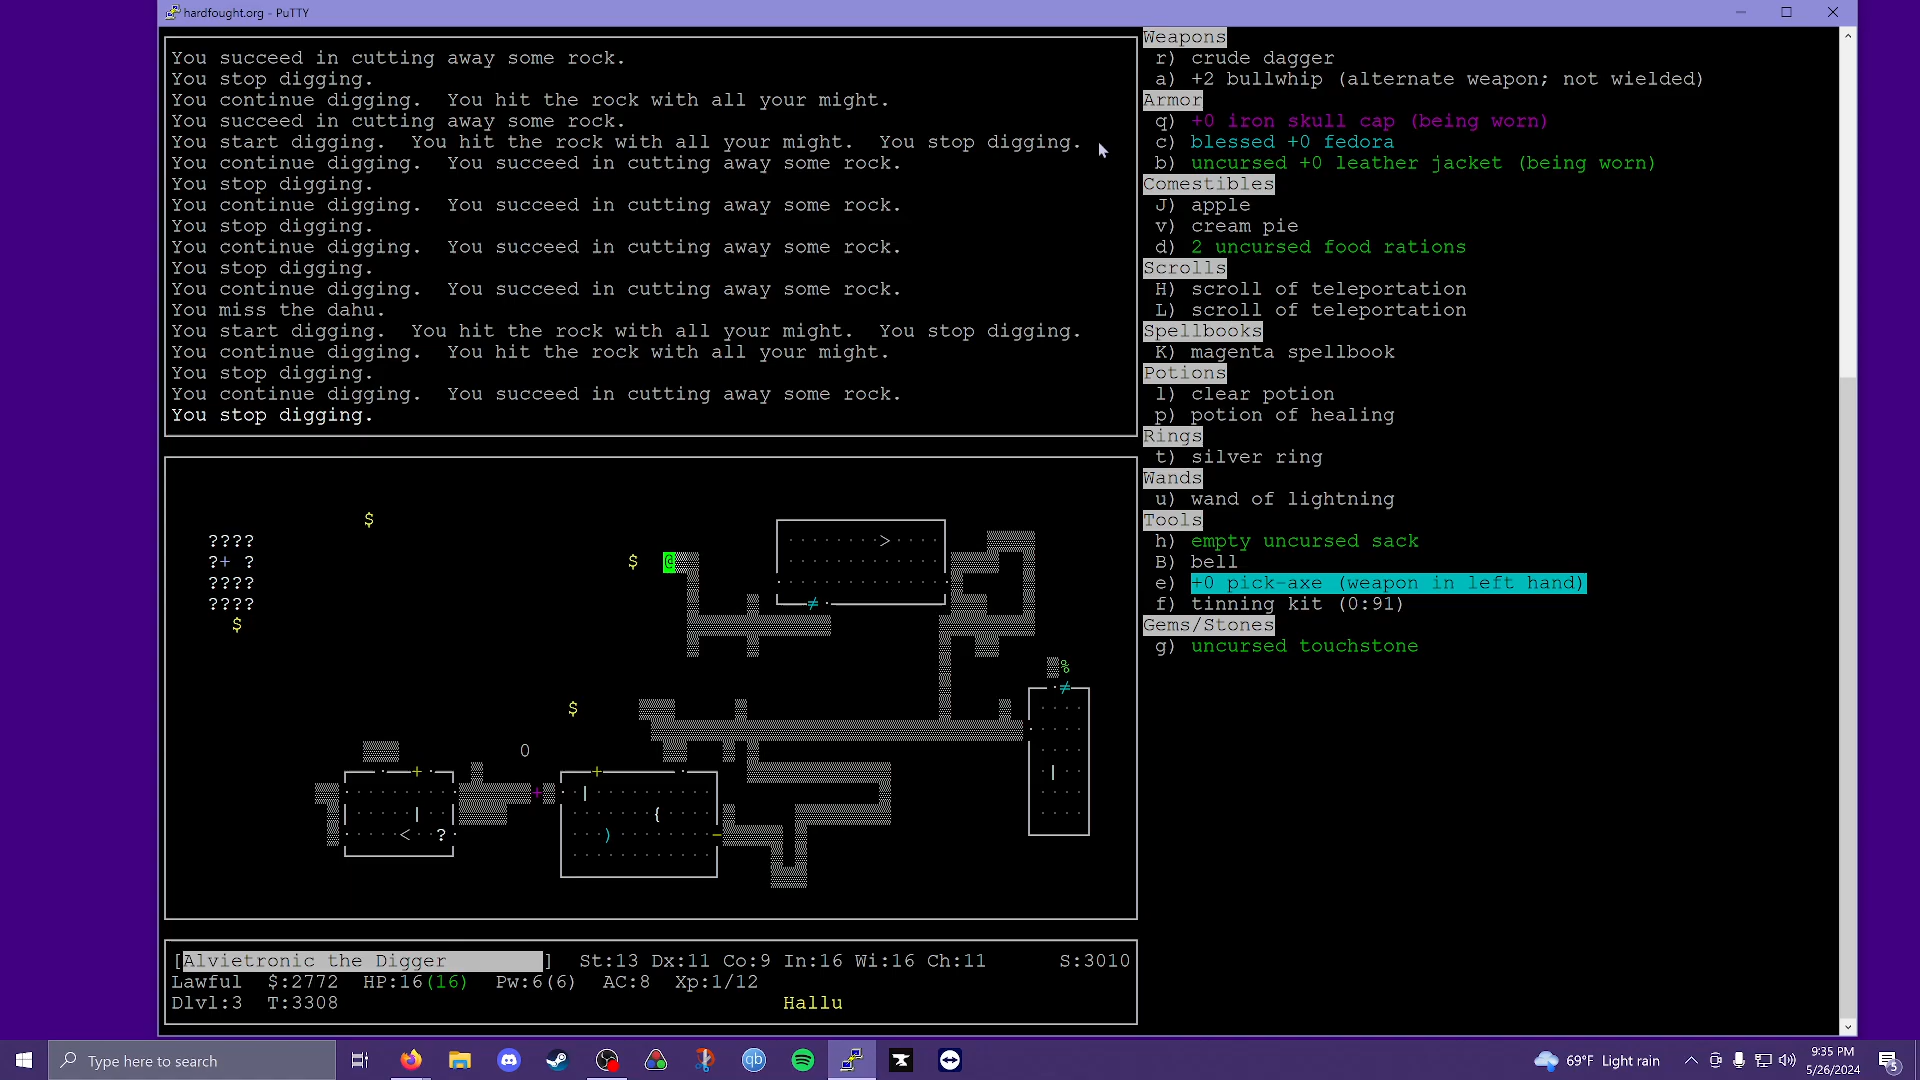 hardfought.org - PuTTY
You succeed in cutting away some rock.
You stop digging.
You continue digging.  You hit the rock with all your might.
You succeed in cutting away some rock.
You start digging.  You hit the rock with all your might.  You stop digging.
You continue digging.  You succeed in cutting away some rock.
You stop digging.
You continue digging.  You succeed in cutting away some rock.
You stop digging.
You continue digging.  You succeed in cutting away some rock.
You stop digging.
You continue digging.  You succeed in cutting away some rock.
You miss the dahu.
You start digging.  You hit the rock with all your might.  You stop digging.
You continue digging.  You hit the rock with all your might.
You stop digging.
You continue digging.  You succeed in cutting away some rock.
You stop digging.
Weapons
r) crude dagger
a) +2 bullwhip (alternate weapon; not wielded)
Armor
q) +0 iron skull cap (being worn)
c) blessed +0 fedora
b) uncursed +0 leather jacket (being worn)
Comestibles
J) apple
v) cream pie
d) 2 uncursed food rations
Scrolls
H) scroll of teleportation
L) scroll of teleportation
Spellbooks
K) magenta spellbook
Potions
l) clear potion
p) potion of healing
Rings
t) silver ring
Wands
u) wand of lightning
Tools
h) empty uncursed sack
B) bell
e) +0 pick-axe (weapon in left hand)
f) tinning kit (0:91)
Gems/Stones
g) uncursed touchstone
$
????
>
?+ ?
$ @
????
????
≠
$
%
≠
$
0
+ +
|
+ |
| {
< ? )
[Alvietronic the Digger ] St:13 Dx:11 Co:9 In:16 Wi:16 Ch:11 S:3010
Lawful $:2772 HP:16(16) Pw:6(6) AC:8 Xp:1/12
Dlvl:3 T:3308 Hallu
Type here to search
qb
69°F Light rain
9:35 PM
5/26/2024
5